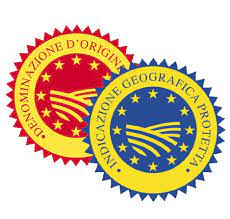 DENOMINAZIONE D'ORIGIN
INDICAZIONE GEOGRAFICA PROTETTA